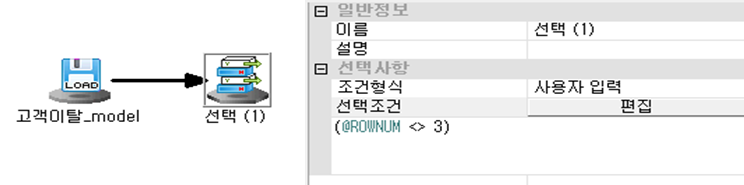 LOAD
고객이탈_model
선택 (1)
일반정보
이름 선택 (1)
설명
선택사항
조건형식 사용자 입력
선택조건 편집
(@ROWNUM <> 3)